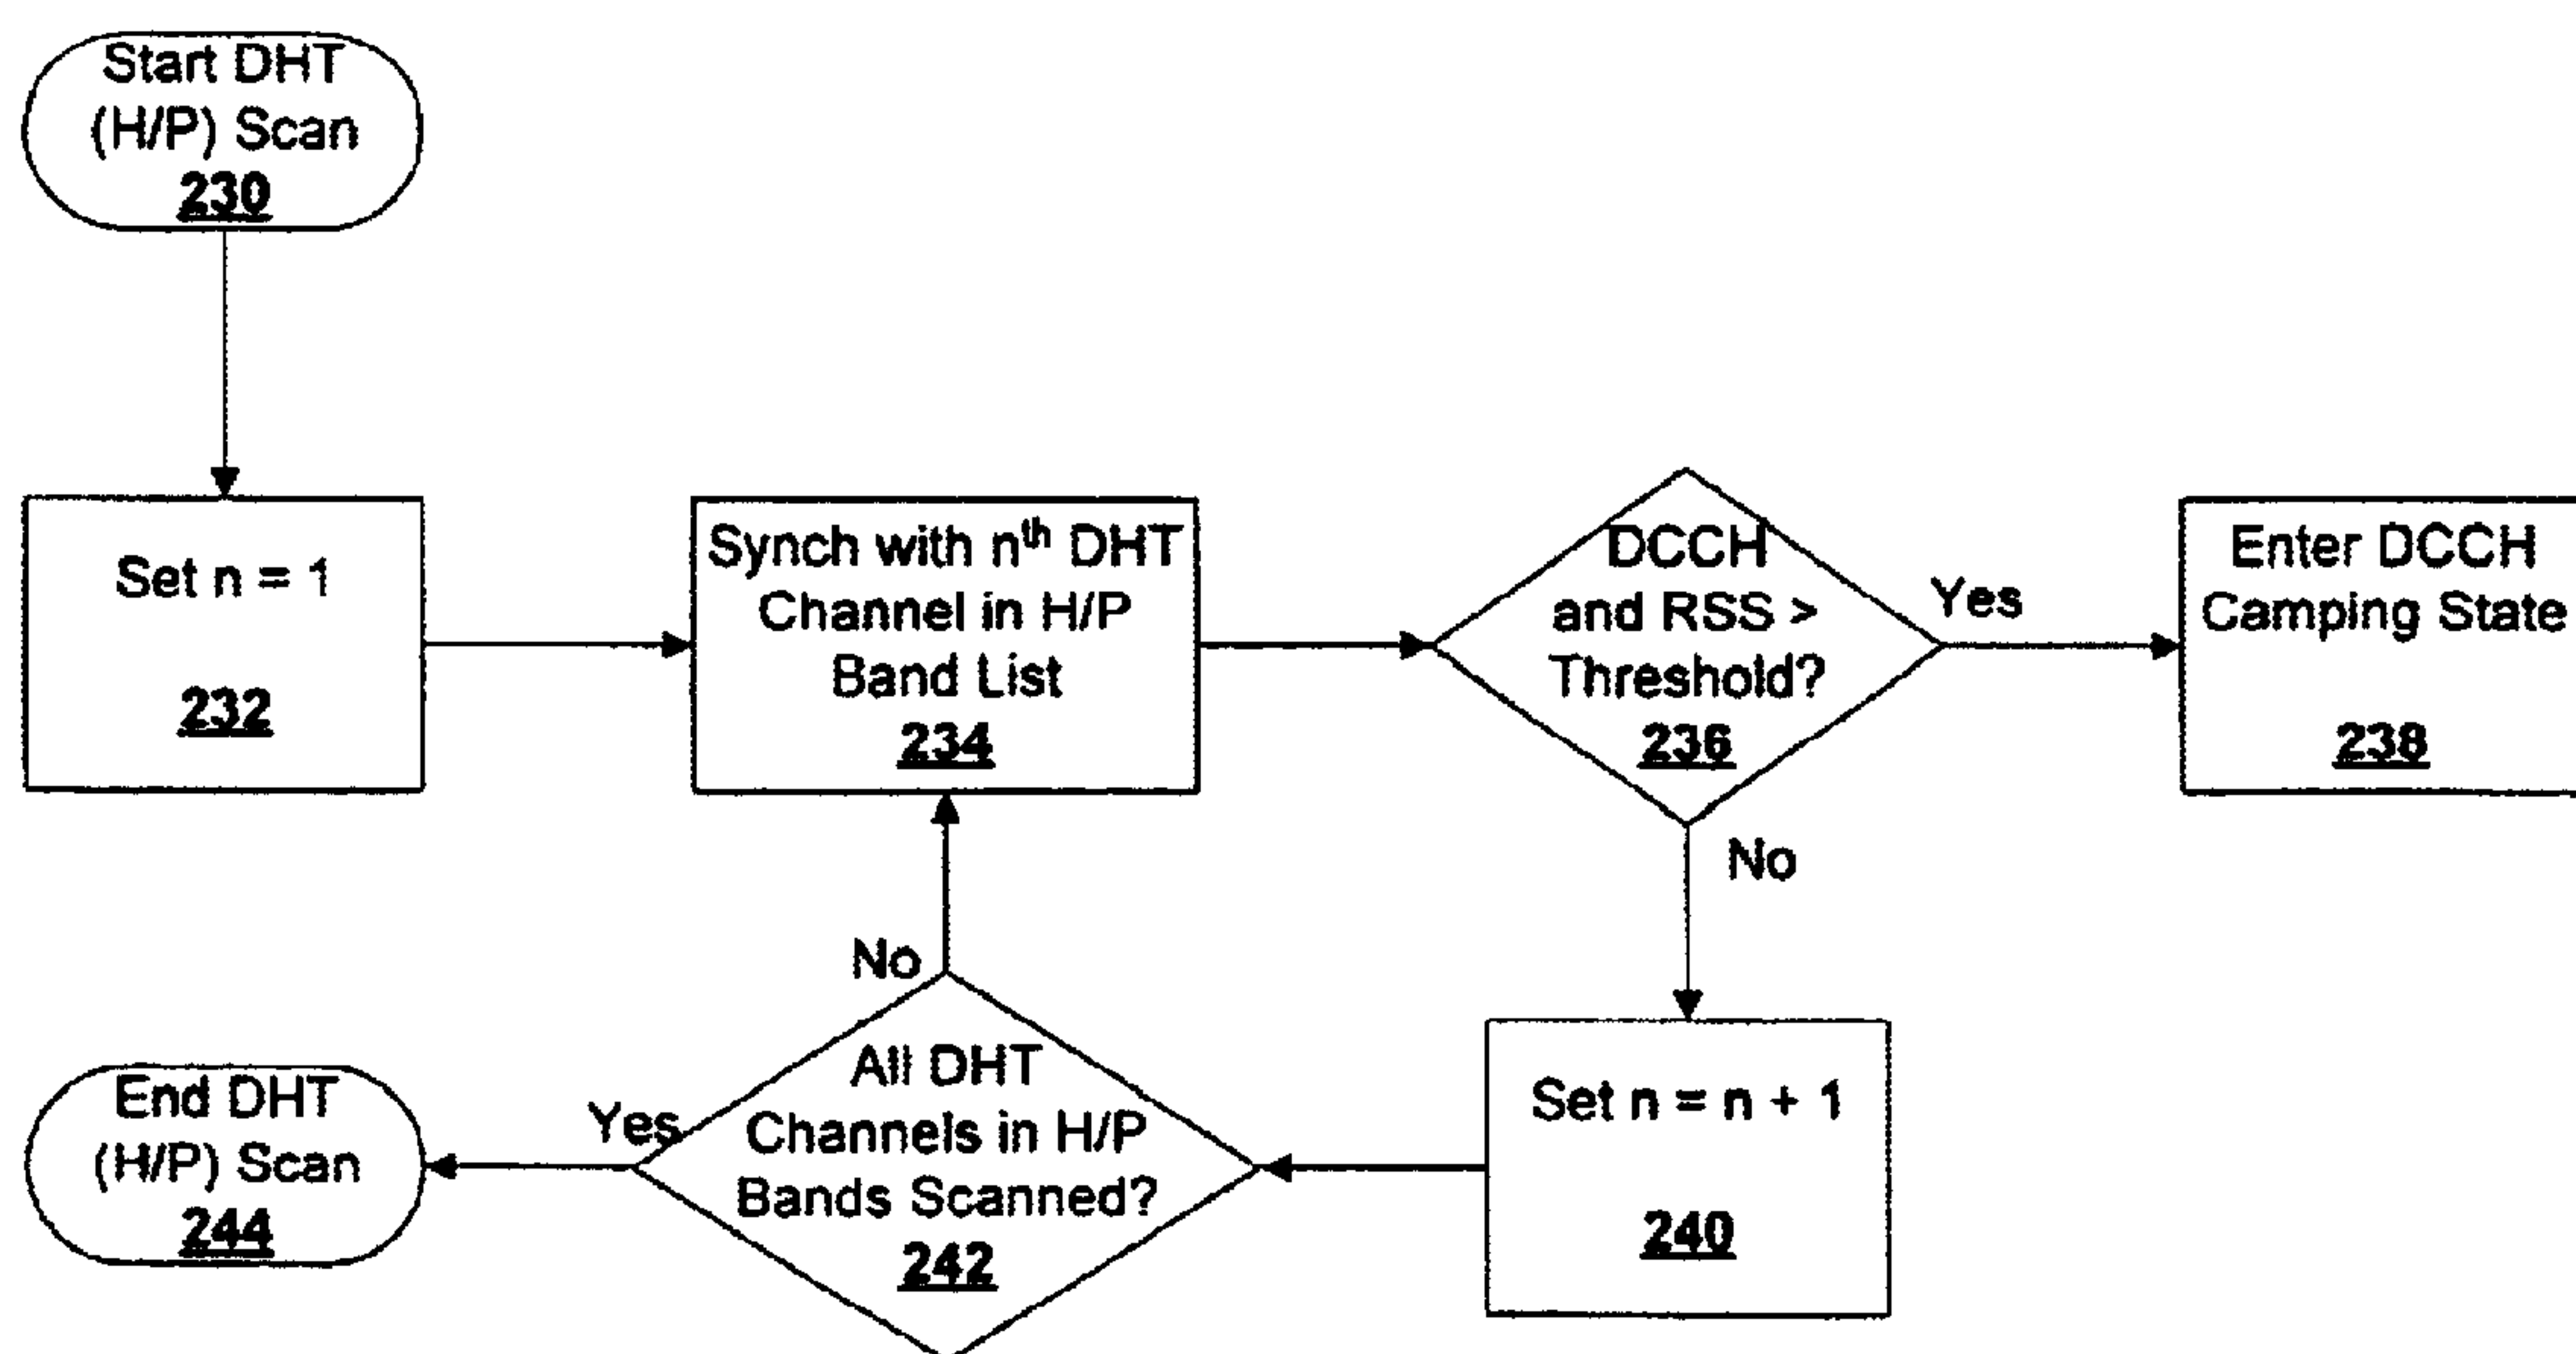 Start DHT
(H/P) Scan
230
Set n = 1
232
Synch with nth DHT
Channel in H/P
Band List
234
DCCH
and RSS >
Threshold?
236
Yes
Enter DCCH
Camping State
238
No
Set n = n + 1
240
All DHT
Channels in H/P
Bands Scanned?
242
No
Yes
End DHT
(H/P) Scan
244